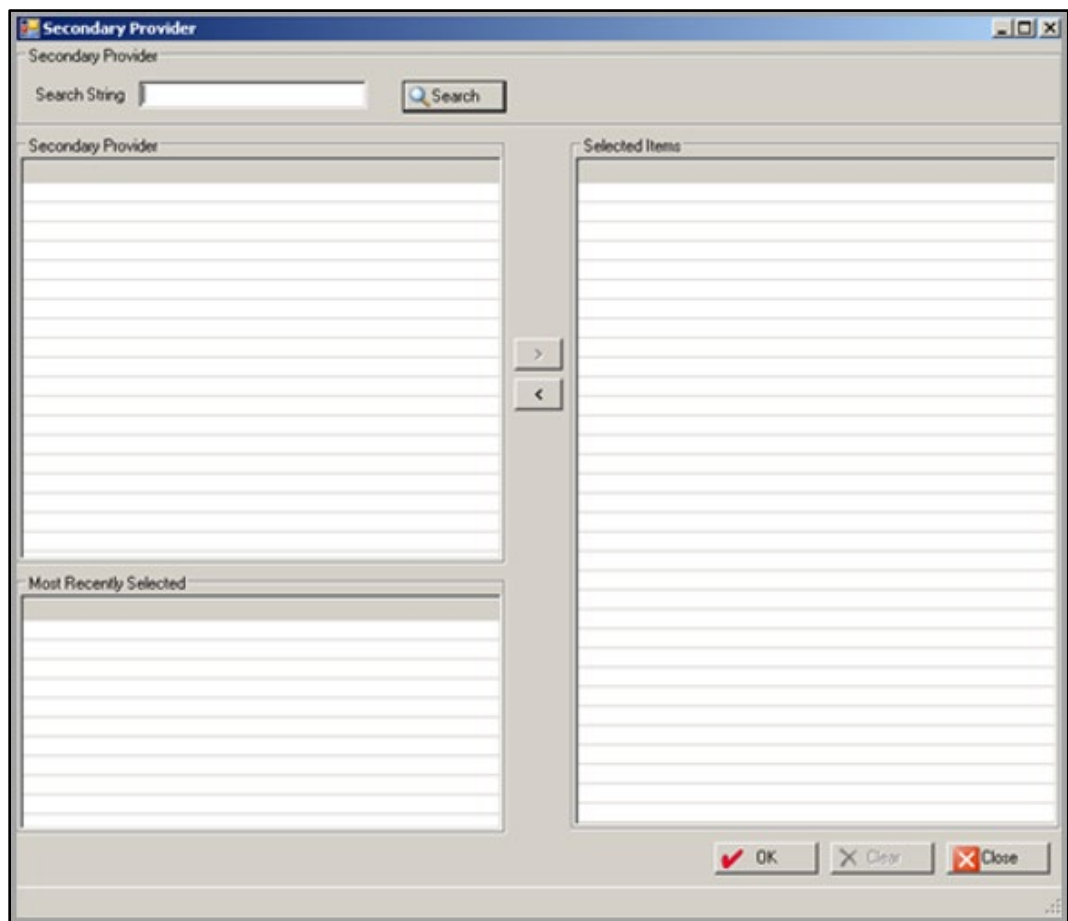 Secondary Provider
Secondary Provider
Search String
Search
Secondary Provider
Selected Items
>
<
Most Recently Selected
OK
Clear
Close